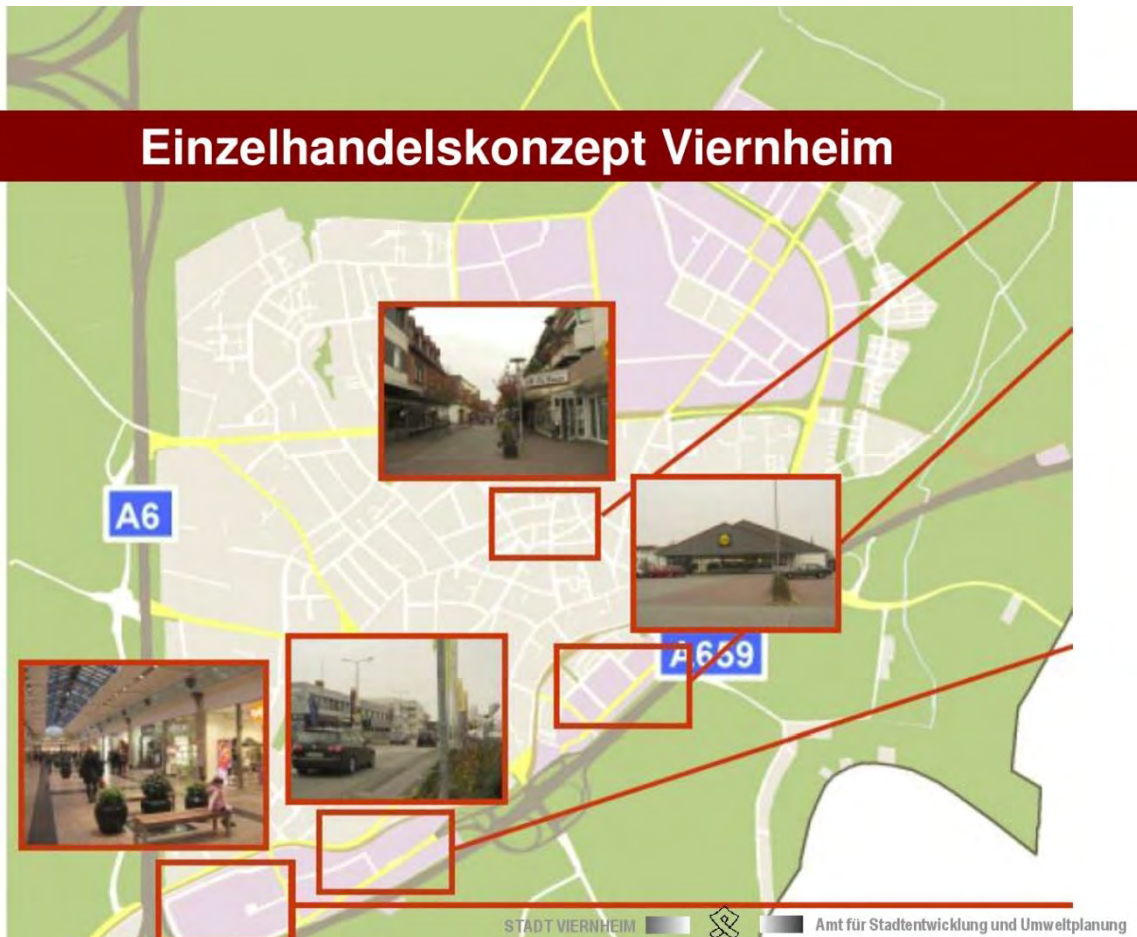 Einzelhandelskonzept Viernheim
A6
A659
STADT VIERNHEIM
Amt für Stadtentwicklung und Umweltplanung